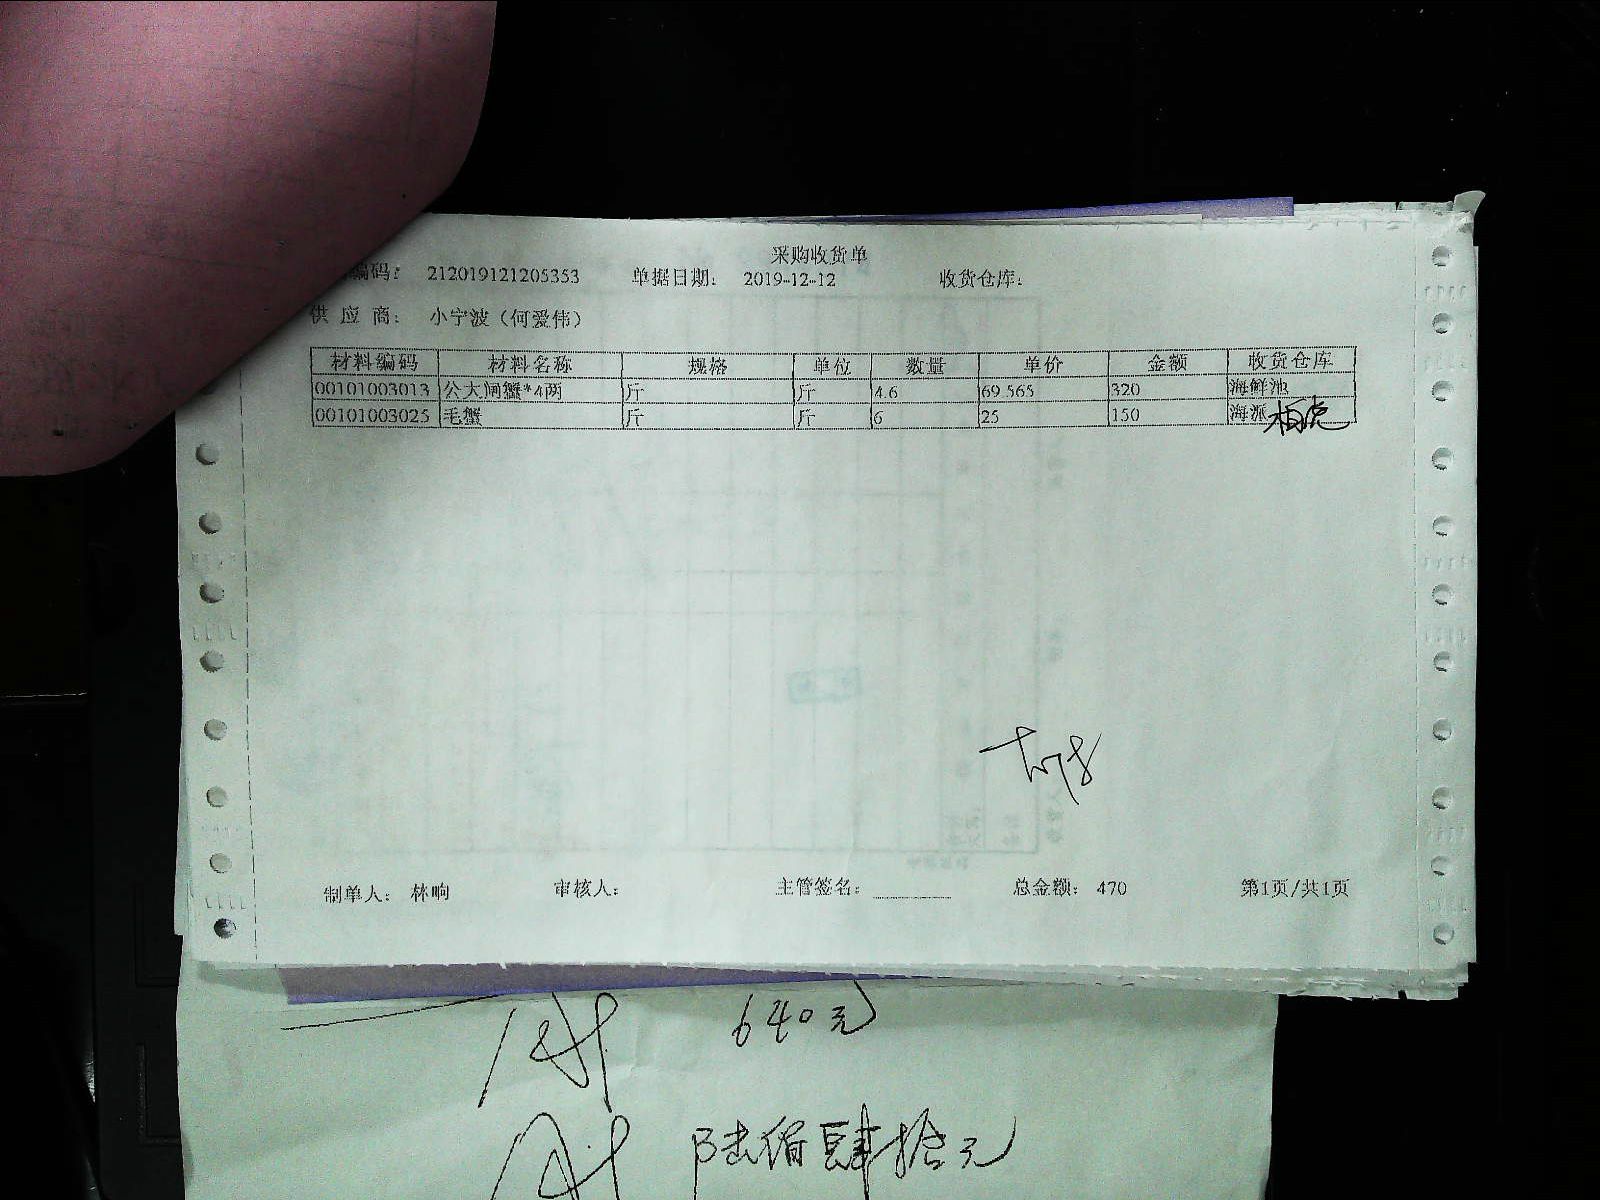 采购收货单
编码: 212019121205353 单据日期: 2019-12-12 收货仓库:
供 应 商: 小宁波(何爱伟)
材料编码 材料名称 规格 单位 数量 单价 金额 收货仓库
00101003013 公大闸蟹*4两 斤 斤 4.6 69.565 320 海鲜池
00101003025 毛蟹 斤 斤 6 25 150 海派
制单人: 林响 审核人: 主管签名: 总金额: 470 第1页/共1页
640元
陆佰肆拾元